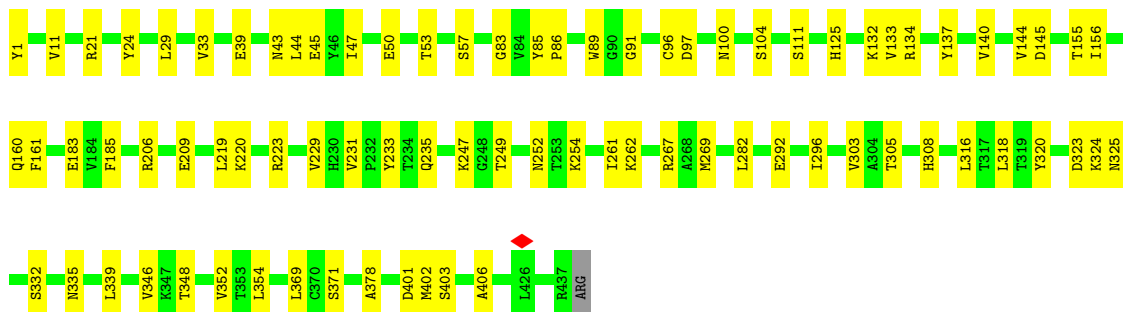 Y1 V11 R21 Y24 L29 V33 E39 N43 L44 E45 Y46 I47 E50 T53 S57 G83 V84 Y85 P86 W89 G90 G91 C96 D97 N100 S104 S111 H125 K132 V133 R134 Y137 V140 V144 D145 T155 I156
Q160 F161 E183 V184 F185 R206 E209 L219 K220 R223 V229 H230 V231 P232 Y233 T234 Q235 K247 G248 T249 N252 T253 K254 I261 K262 R267 A268 M269 L282 E292 I296 V303 A304 T305 H308 L316 T317 L318 T319 Y320 D323 K324 N325
S332 N335 L339 V346 K347 T348 V352 T353 L354 L369 C370 S371 A378 D401 M402 S403 A406 L426 R437 ARG